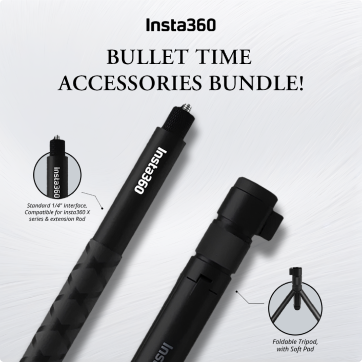 Insta360
BULLET TIME
ACCESSORIES BUNDLE!
Insta360
Insta360
Standard 1/4" Interface,
Compatible for Insta360 X
series & extension Rod
Insta360
Foldable Tripod,
with Soft Pad